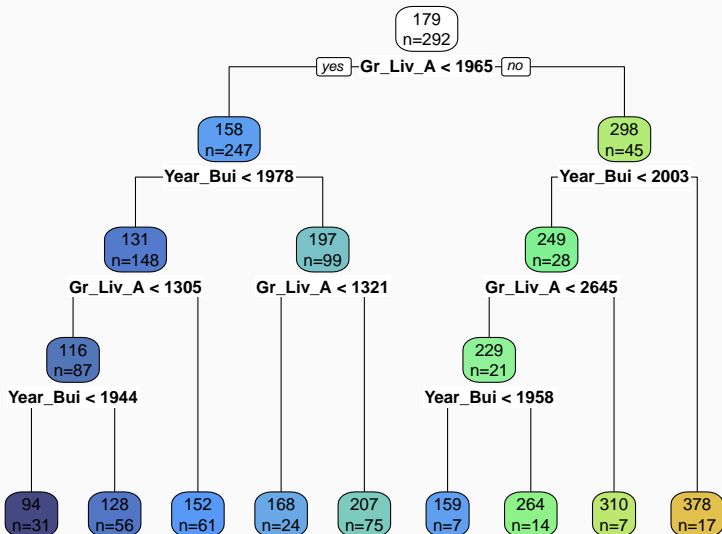 179
n=292
yes Gr_Liv_A < 1965 no
158
n=247
298
n=45
Year_Bui < 1978
Year_Bui < 2003
131
n=148
197
n=99
249
n=28
Gr_Liv_A < 1305
Gr_Liv_A < 1321
Gr_Liv_A < 2645
116
n=87
229
n=21
Year_Bui < 1944
Year_Bui < 1958
94
n=31
128
n=56
152
n=61
168
n=24
207
n=75
159
n=7
264
n=14
310
n=7
378
n=17